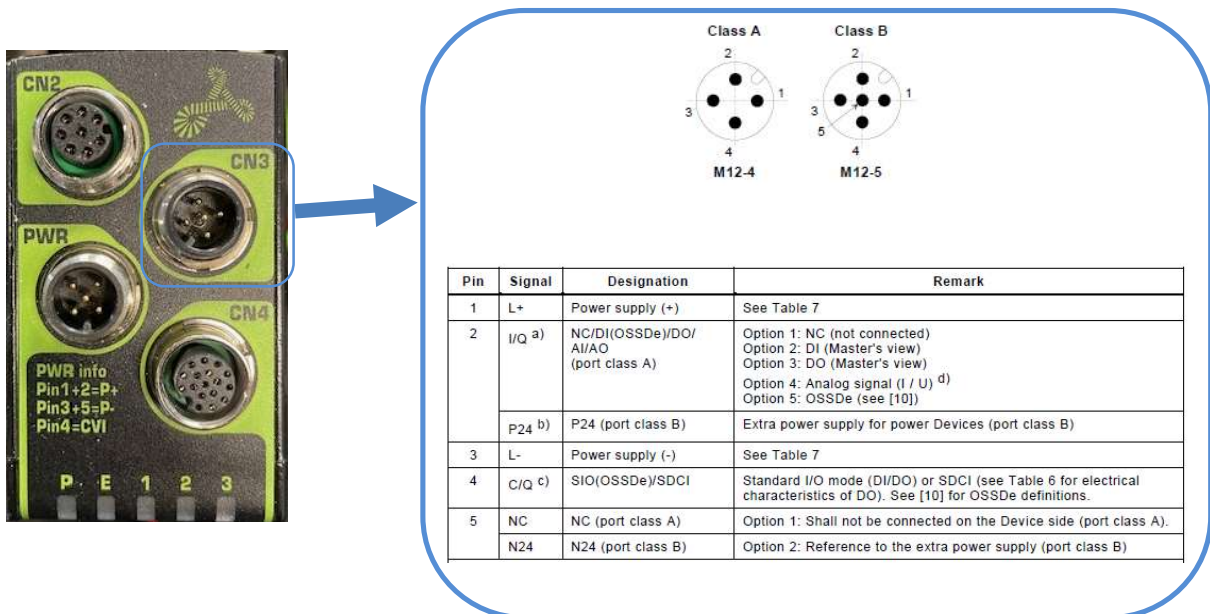 CN2
CN3
PWR
CN4
PWR info
Pin1+2=P+
Pin3+5=P-
Pin4=CVI
P E 1 2 3
Class A Class B
2 2
1 1
3 3
5
4 4
M12-4 M12-5
Pin Signal Designation Remark
1 L+ Power supply (+) See Table 7
2 I/Q a) NC/DI(OSSDe)/DO/ Option 1: NC (not connected)
AI/AO Option 2: DI (Master's view)
(port class A) Option 3: DO (Master's view)
Option 4: Analog signal (I / U) d)
Option 5: OSSDe (see [10])
P24 b) P24 (port class B) Extra power supply for power Devices (port class B)
3 L- Power supply (-) See Table 7
4 C/Q c) SIO(OSSDe)/SDCI Standard I/O mode (DI/DO) or SDCI (see Table 6 for electrical
characteristics of DO). See [10] for OSSDe definitions.
5 NC NC (port class A) Option 1: Shall not be connected on the Device side (port class A).
N24 N24 (port class B) Option 2: Reference to the extra power supply (port class B)